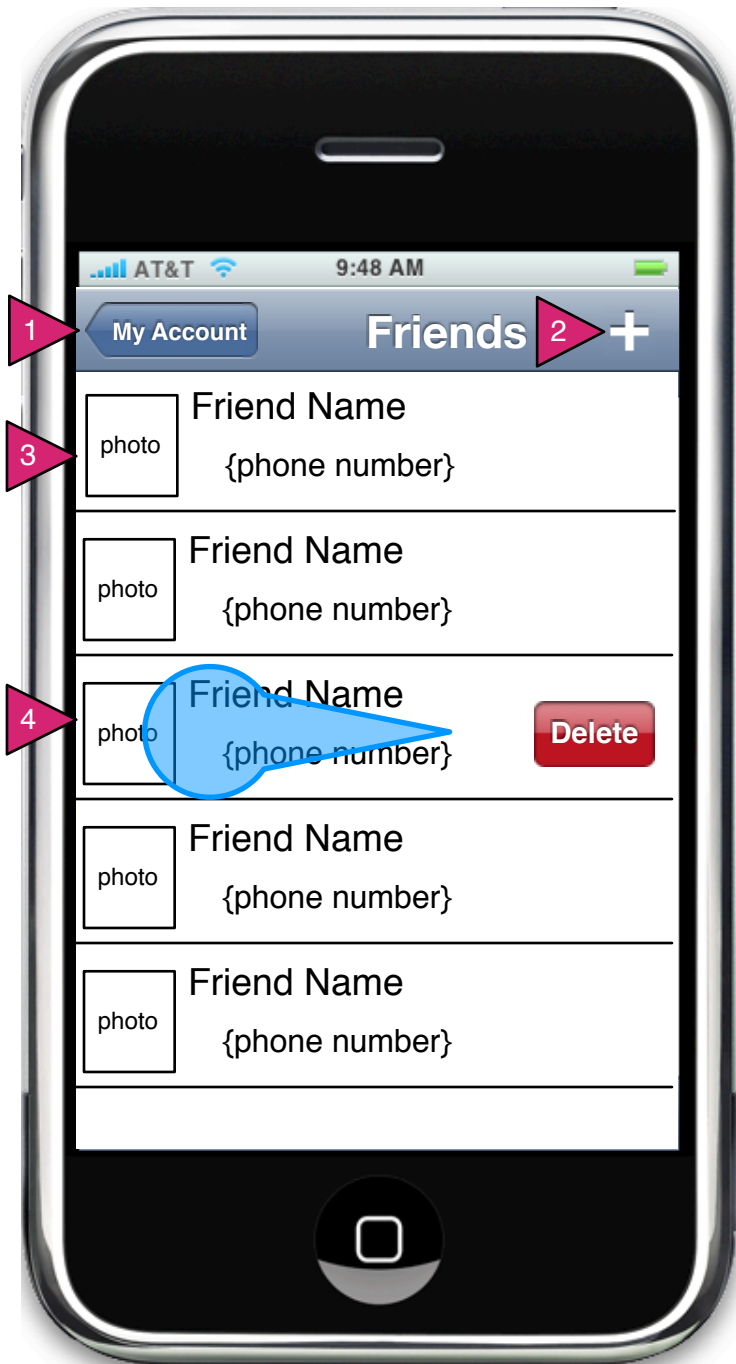 AT&T 9:48 AM
1 My Account Friends 2 +
Friend Name
3 photo
{phone number}
Friend Name
photo
{phone number}
4 Friend Name
photo Delete
{phone number}
Friend Name
photo
{phone number}
Friend Name
photo
{phone number}